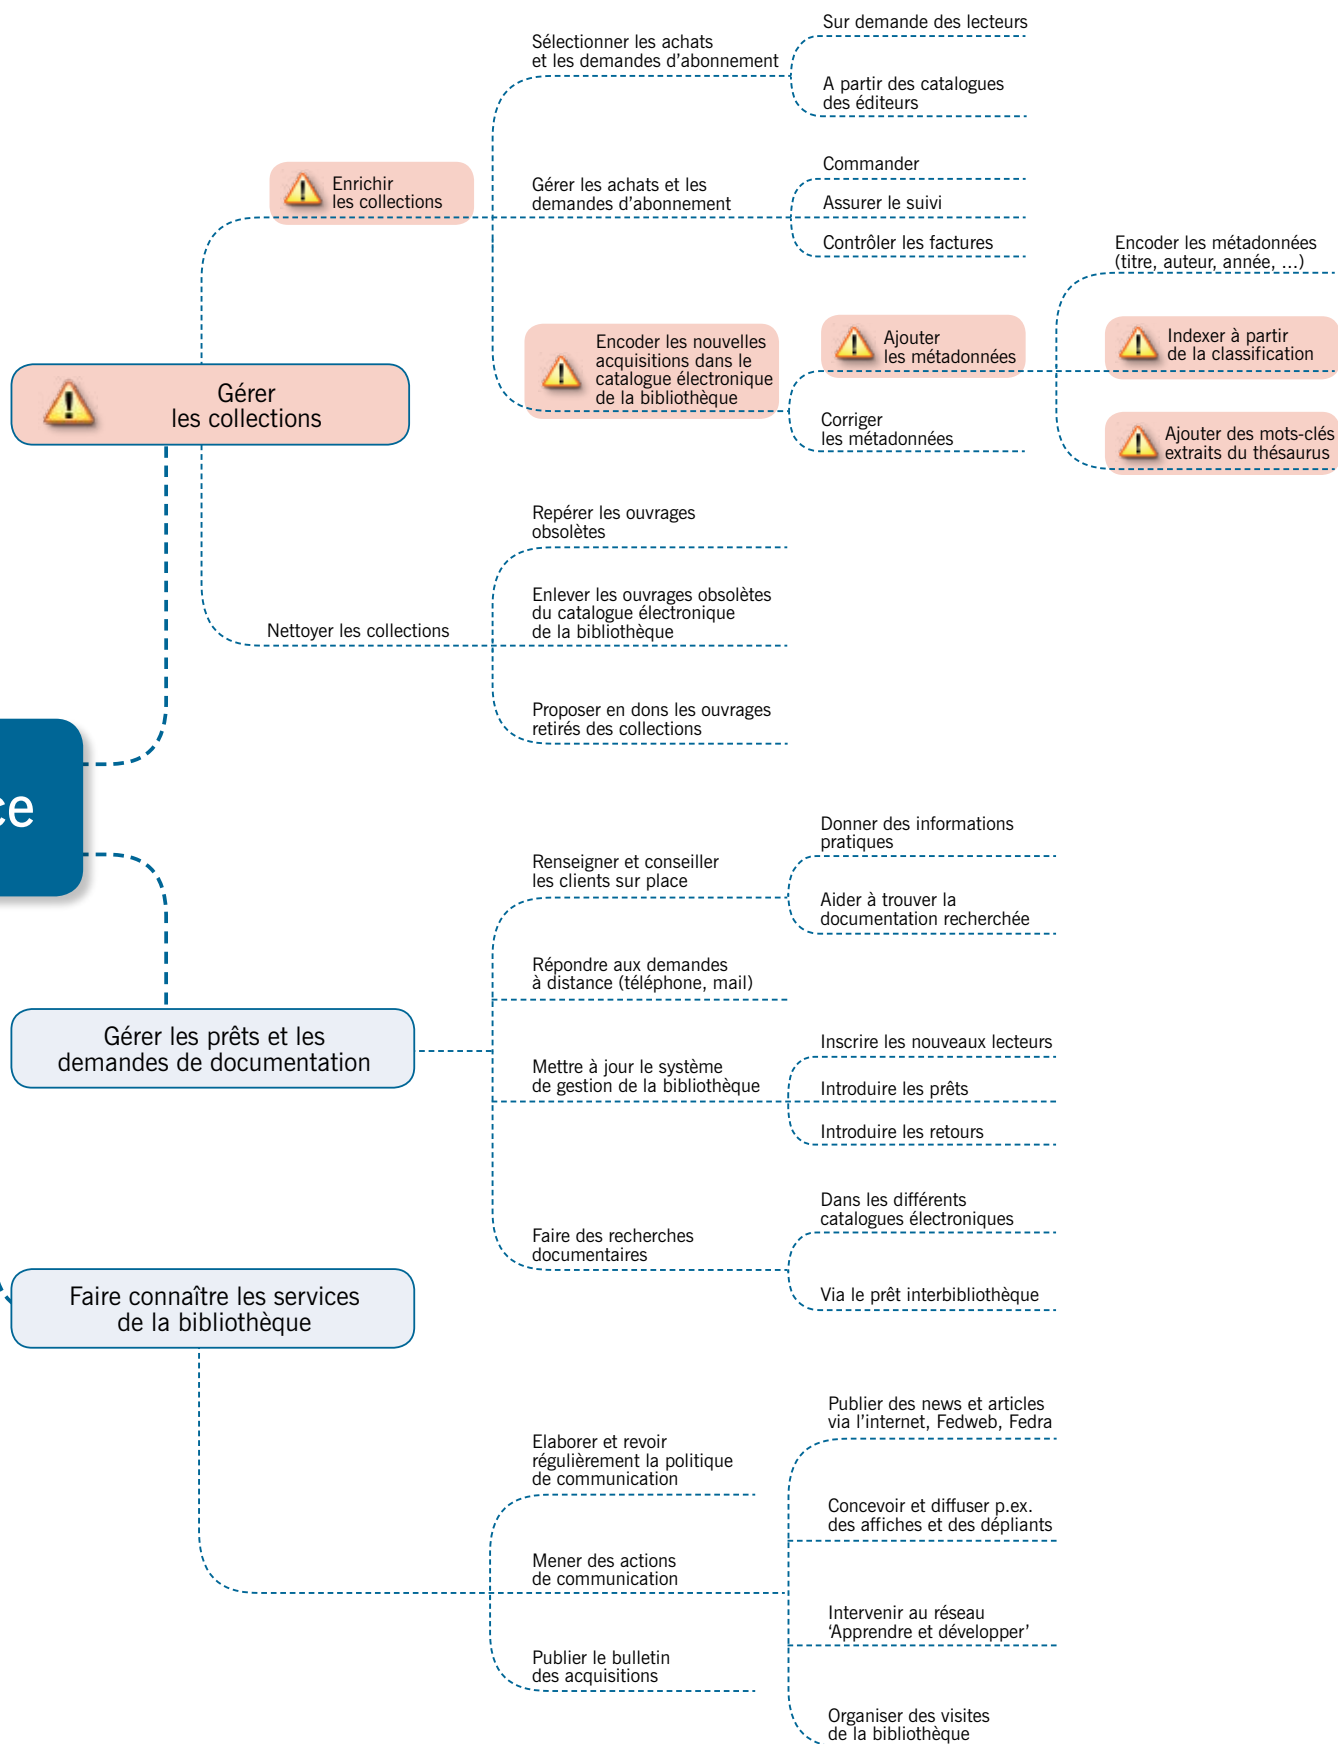 Sur demande des lecteurs
Sélectionner les achats
et les demandes d'abonnement
A partir des catalogues
des éditeurs
Enrichir
les collections
Commander
Gérer les achats et les
demandes d'abonnement
Assurer le suivi
Contrôler les factures
Encoder les métadonnées
(titre, auteur, année, ...)
Encoder les nouvelles
acquisitions dans le
catalogue électronique
de la bibliothèque
Ajouter
les métadonnées
Indexer à partir
de la classification
Gérer
les collections
Corriger
les métadonnées
Ajouter des mots-clés
extraits du thésaurus
Repérer les ouvrages
obsolètes
Enlever les ouvrages obsolètes
du catalogue électronique
de la bibliothèque
Nettoyer les collections
Proposer en dons les ouvrages
retirés des collections
ce
Donner des informations
pratiques
Renseigner et conseiller
les clients sur place
Aider à trouver la
documentation recherchée
Répondre aux demandes
à distance (téléphone, mail)
Gérer les prêts et les
demandes de documentation
Inscrire les nouveaux lecteurs
Mettre à jour le système
de gestion de la bibliothèque
Introduire les prêts
Introduire les retours
Dans les différents
catalogues électroniques
Faire des recherches
documentaires
Via le prêt interbibliothèque
Faire connaître les services
de la bibliothèque
Publier des news et articles
via l'internet, Fedweb, Fedra
Elaborer et revoir
régulièrement la politique
de communication
Concevoir et diffuser p.ex.
des affiches et des dépliants
Mener des actions
de communication
Intervenir au réseau
‘Apprendre et développer’
Publier le bulletin
des acquisitions
Organiser des visites
de la bibliothèque